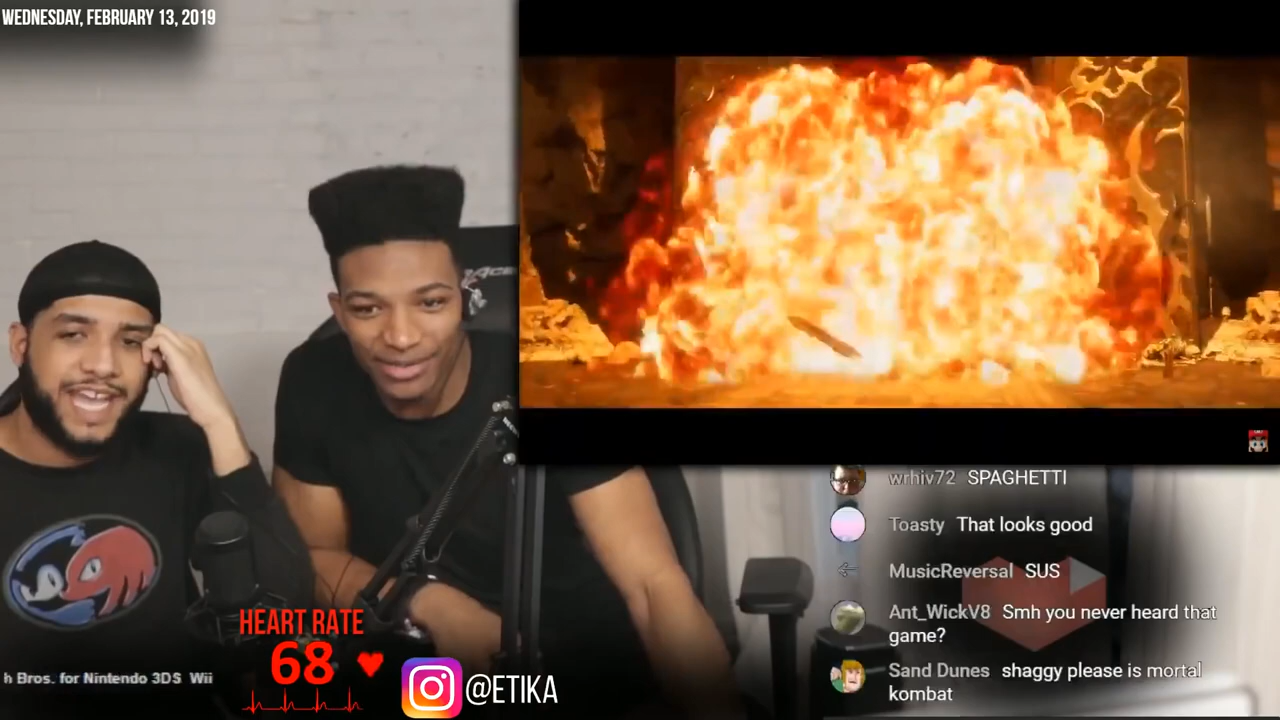 WEDNESDAY, FEBRUARY 13, 2019
wrhiv72 SPAGHETTI
Toasty That looks good
MusicReversal SUS
Ant_WickV8 Smh you never heard that
game?
Sand Dunes shaggy please is mortal
kombat
HEART RATE
68
h Bros. for Nintendo 3DS Wii
@ETIKA